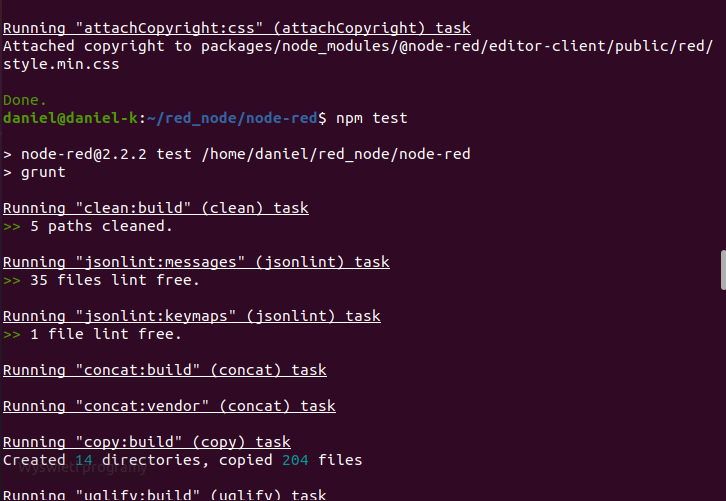 Running "attachCopyright:css" (attachCopyright) task
Attached copyright to packages/node_modules/@node-red/editor-client/public/red/
style.min.css
Done.
daniel@daniel-k:~/red_node/node-red$ npm test
> node-red@2.2.2 test /home/daniel/red_node/node-red
> grunt
Running "clean:build" (clean) task
>> 5 paths cleaned.
Running "jsonlint:messages" (jsonlint) task
>> 35 files lint free.
Running "jsonlint:keymaps" (jsonlint) task
>> 1 file lint free.
Running "concat:build" (concat) task
Running "concat:vendor" (concat) task
Running "copy:build" (copy) task
Created 14 directories, copied 204 files
Wyświetl programy
Running "uglify:build" (uglify) task